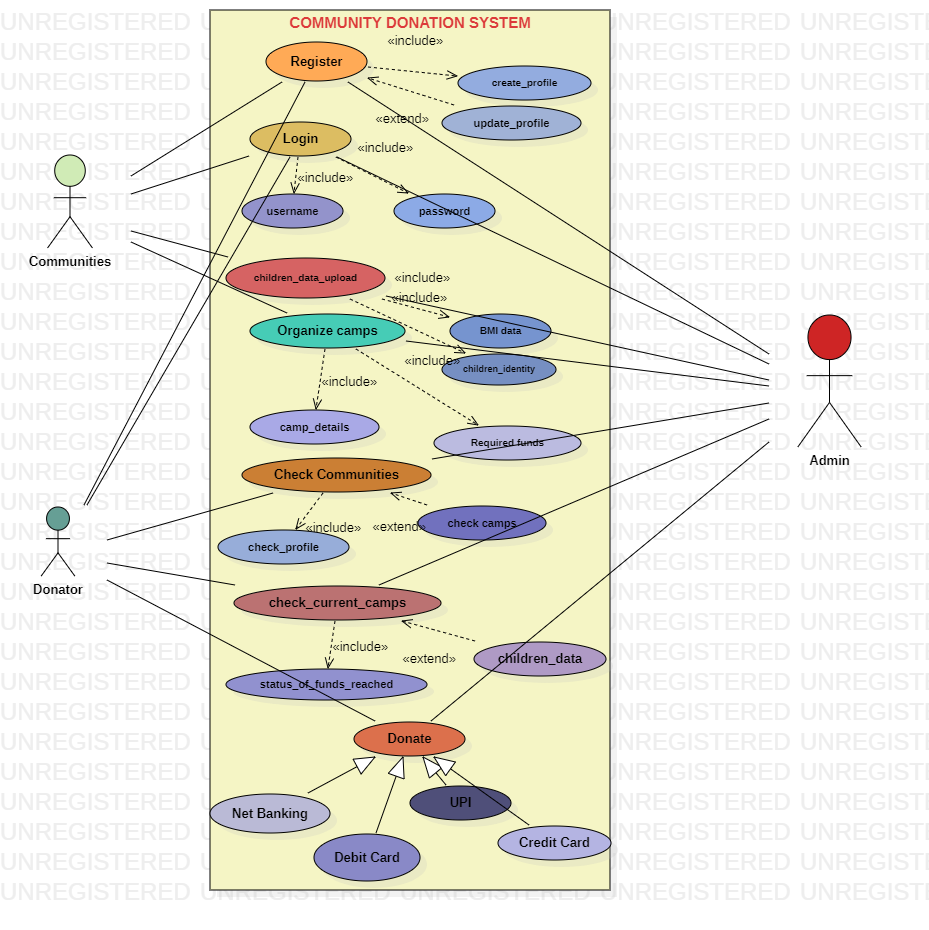 COMMUNITY DONATION SYSTEM
«include»
Register
create_profile
«extend»
update_profile
Login
«include»
«include»
username
password
Communities
children_data_upload
«include»
«include»
Organize camps
BMI data
«include»
children_identity
«include»
camp_details
Required funds
Admin
Check Communities
check camps
«include»
«extend»
check_profile
Donator
check_current_camps
«include»
«extend»
children_data
status_of_funds_reached
Donate
Net Banking
UPI
Debit Card
Credit Card
UNREGISTERED